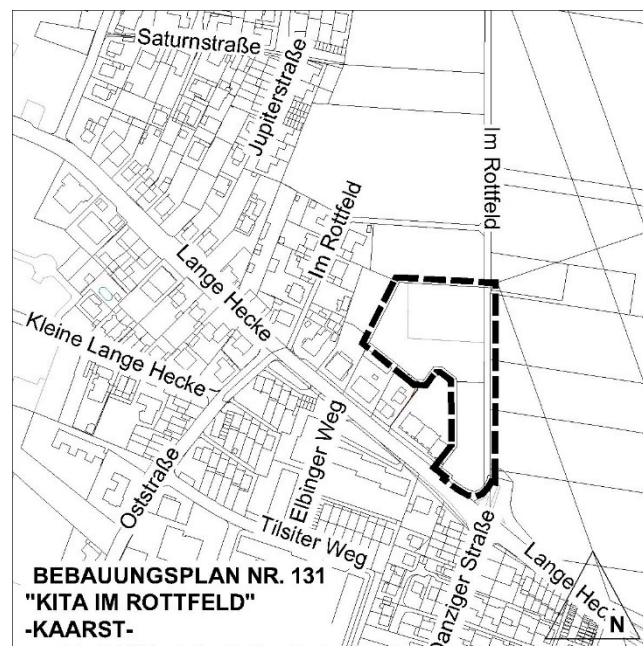 Saturnstraße
Jupiterstraße
Im Rottfeld
Im Rottfeld
Lange Hecke
Kleine Lange Hecke
Oststraße
Elbinger Weg
Tilsiter Weg
Danziger Straße
Lange Hecke
BEBAUUNGSPLAN NR. 131
"KITA IM ROTTFELD"
-KAARST-
N